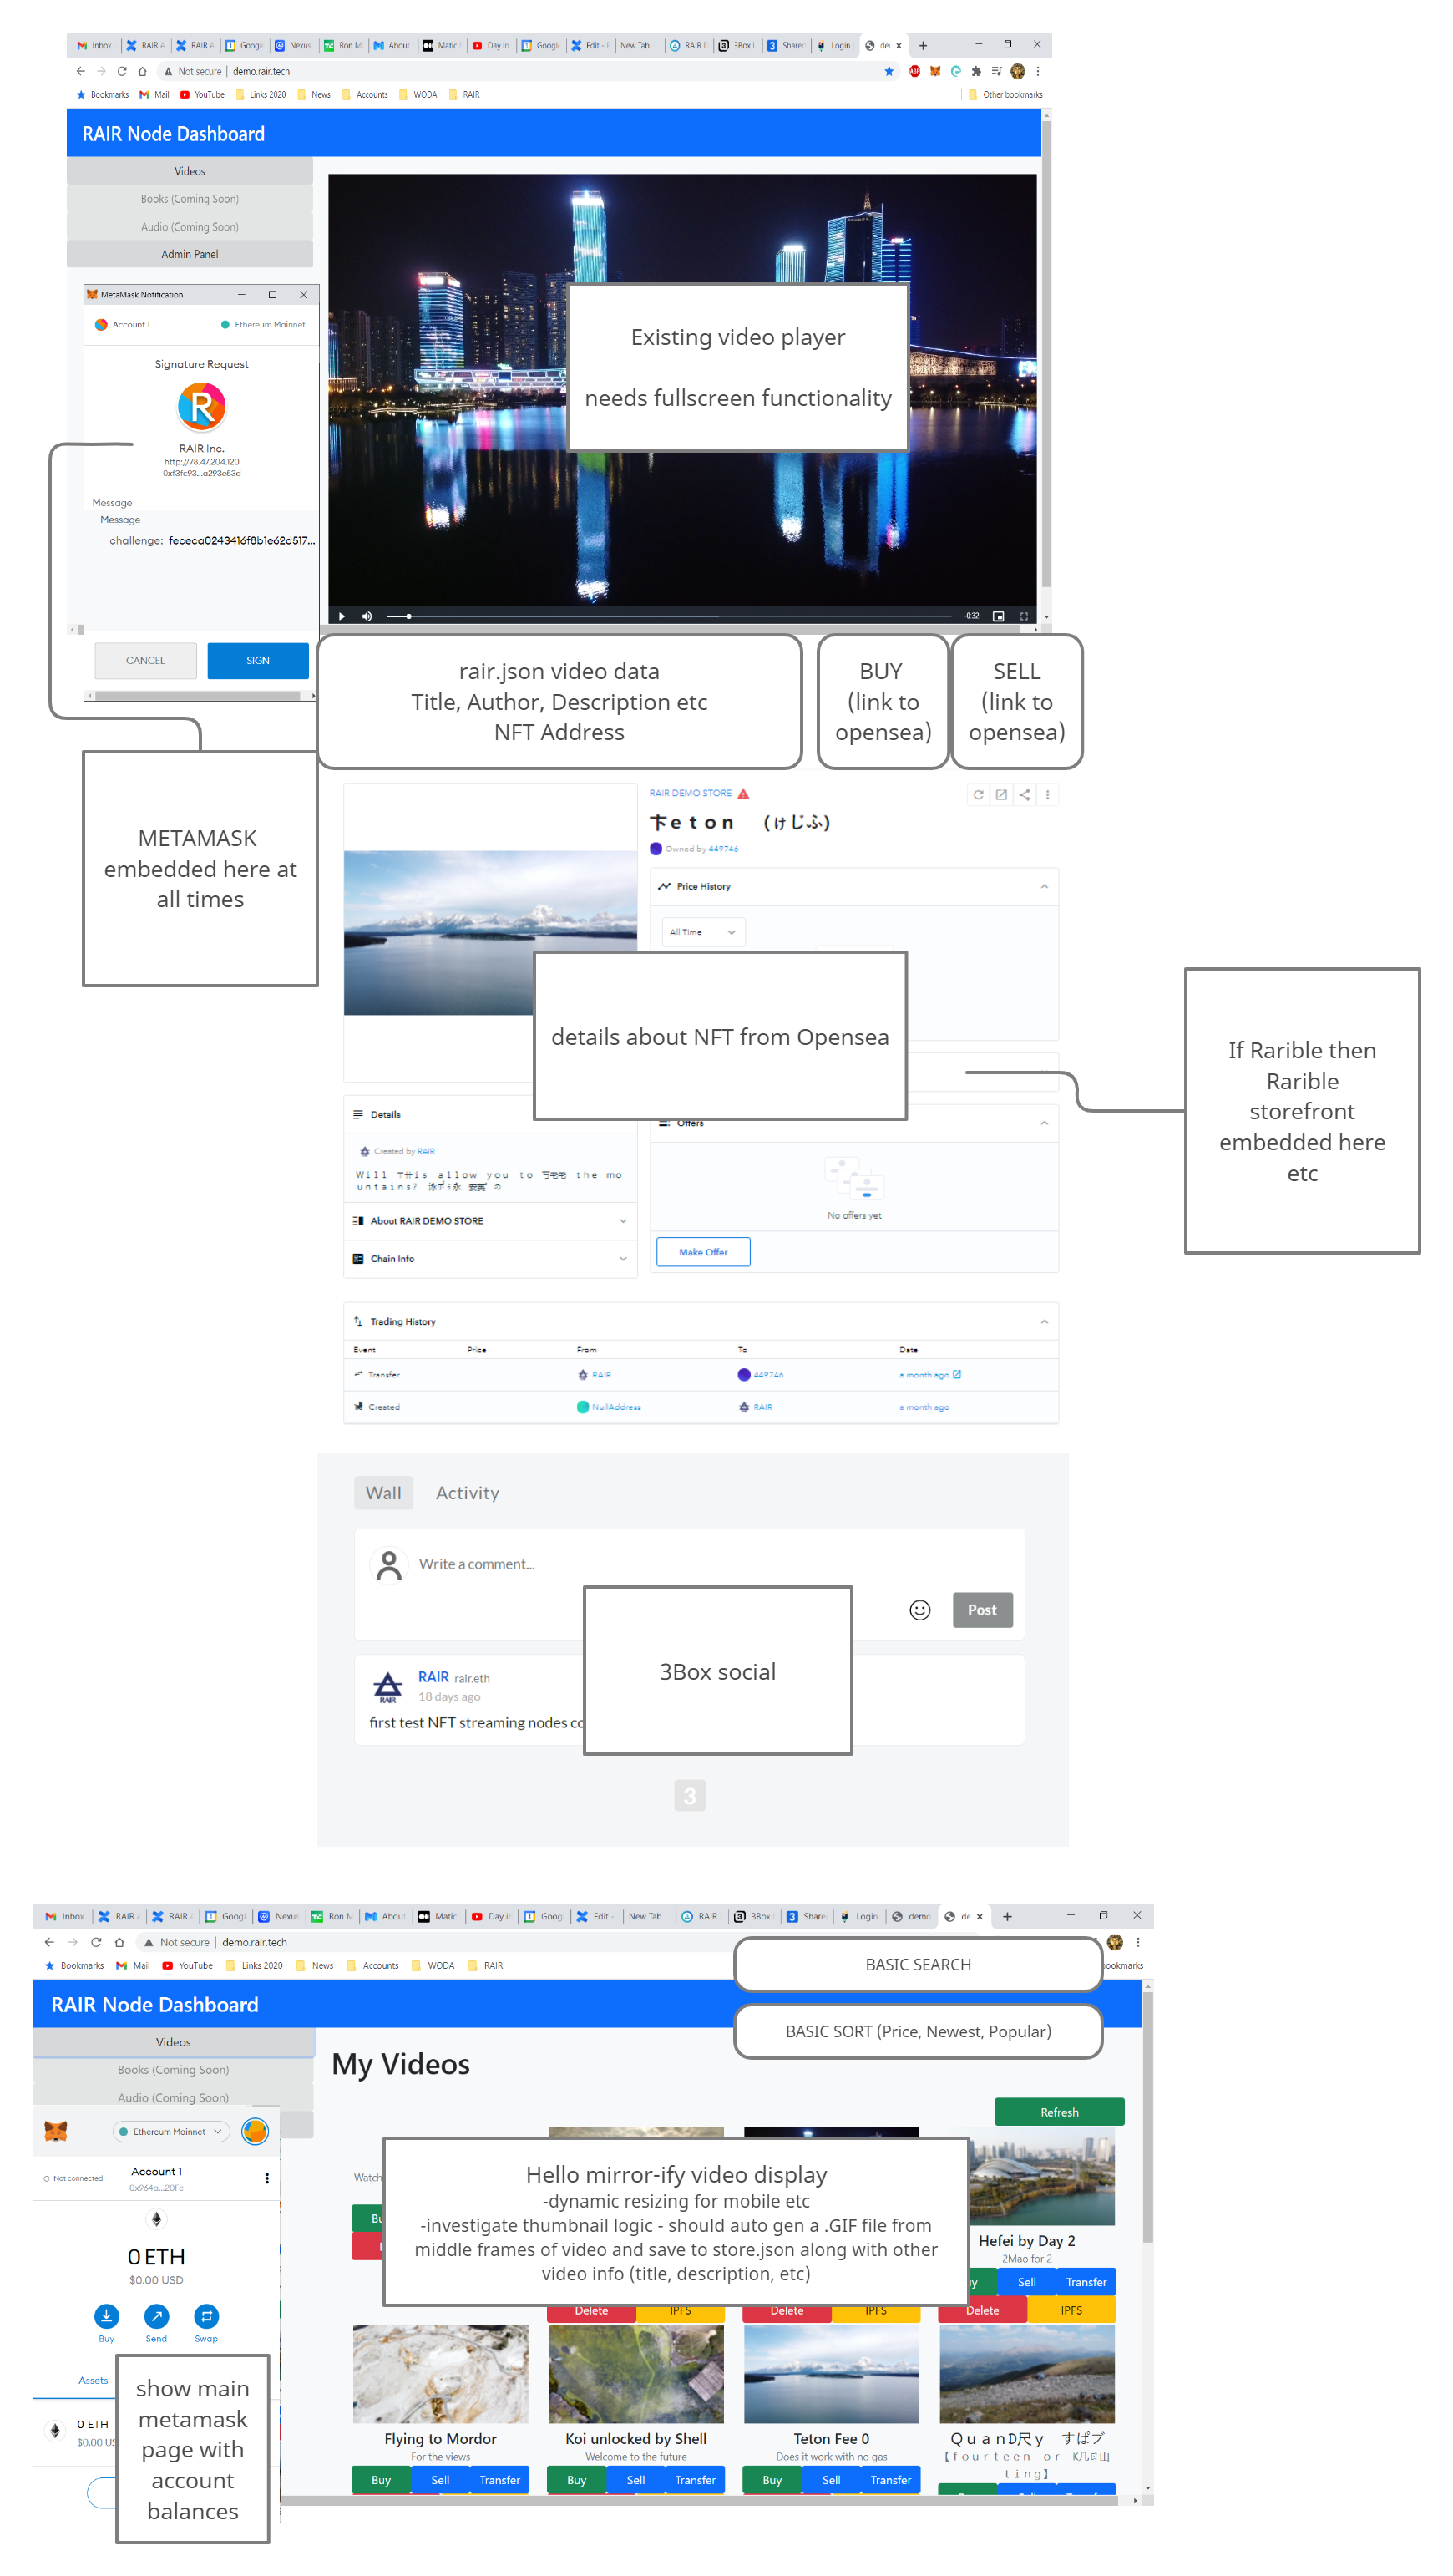 Inbox
RAIR A
RAIR A
Googl
Nexus
Ron M
About
Matic
Day in
Googl
Edit - F
New Tab
RAIR D
3Box L
Shared
Login
de
Not secure | demo.rair.tech
Bookmarks
Mail
YouTube
Links 2020
News
Accounts
WODA
RAIR
Other bookmarks
RAIR Node Dashboard
Videos
Books (Coming Soon)
Audio (Coming Soon)
Admin Panel
MetaMask Notification
Account 1
Ethereum Mainnet
Signature Request
R
RAIR Inc.
http://78.47.204.120
0xf3fc93...a293e53d
Message
Message
challenge: fececa0243416f8b1e62d517...
CANCEL
SIGN
Existing video player
needs fullscreen functionality
-0:32
rair.json video data
Title, Author, Description etc
NFT Address
BUY
(link to
opensea)
SELL
(link to
opensea)
METAMASK
embedded here at
all times
RAIR DEMO STORE
eton (けじふ)
Owned by 449746
Price History
All Time
details about NFT from Opensea
If Rarible then
Rarible
storefront
embedded here
etc
Details
Created by RAIR
Will is allow you to the mo
untains?
About RAIR DEMO STORE
Chain Info
Offers
No offers yet
Make Offer
Trading History
Event
Price
From
To
Date
Transfer
RAIR
449746
a month ago
Created
NullAddress
RAIR
a month ago
Wall
Activity
Write a comment...
Post
RAIR rair.eth
18 days ago
first test NFT streaming nodes co
RAIR
3Box social
3
Inbox
RAIR
RAIR
Googl
Nexus
Ron M
About
Matic
Day in
Goog
Edit -
New Tab
RAIR
3Box
Share
Login
demo
de
Not secure | demo.rair.tech
Bookmarks
Mail
YouTube
Links 2020
News
Accounts
WODA
RAIR
ookmarks
BASIC SEARCH
RAIR Node Dashboard
BASIC SORT (Price, Newest, Popular)
Videos
Books (Coming Soon)
Audio (Coming Soon)
My Videos
Refresh
Ethereum Mainnet
Not connected
Account 1
0x964a...20Fe
0 ETH
$0.00 USD
Buy
Send
Swap
Assets
0 ETH
$0.00 US
show main
metamask
page with
account
balances
Watch
Bu
Hello mirror-ify video display
-dynamic resizing for mobile etc
-investigate thumbnail logic - should auto gen a .GIF file from
middle frames of video and save to store.json along with other
video info (title, description, etc)
Hefei by Day 2
2Mao for 2
y
Sell
Transfer
Delete
IPFS
Delete
IPFS
Delete
IPFS
Flying to Mordor
For the views
Buy
Sell
Transfer
Koi unlocked by Shell
Welcome to the future
Buy
Sell
Transfer
Teton Fee 0
Does it work with no gas
Buy
Sell
Transfer
ＱｕａｎD尺ｙ すぱブ
【fourteen or
ting】